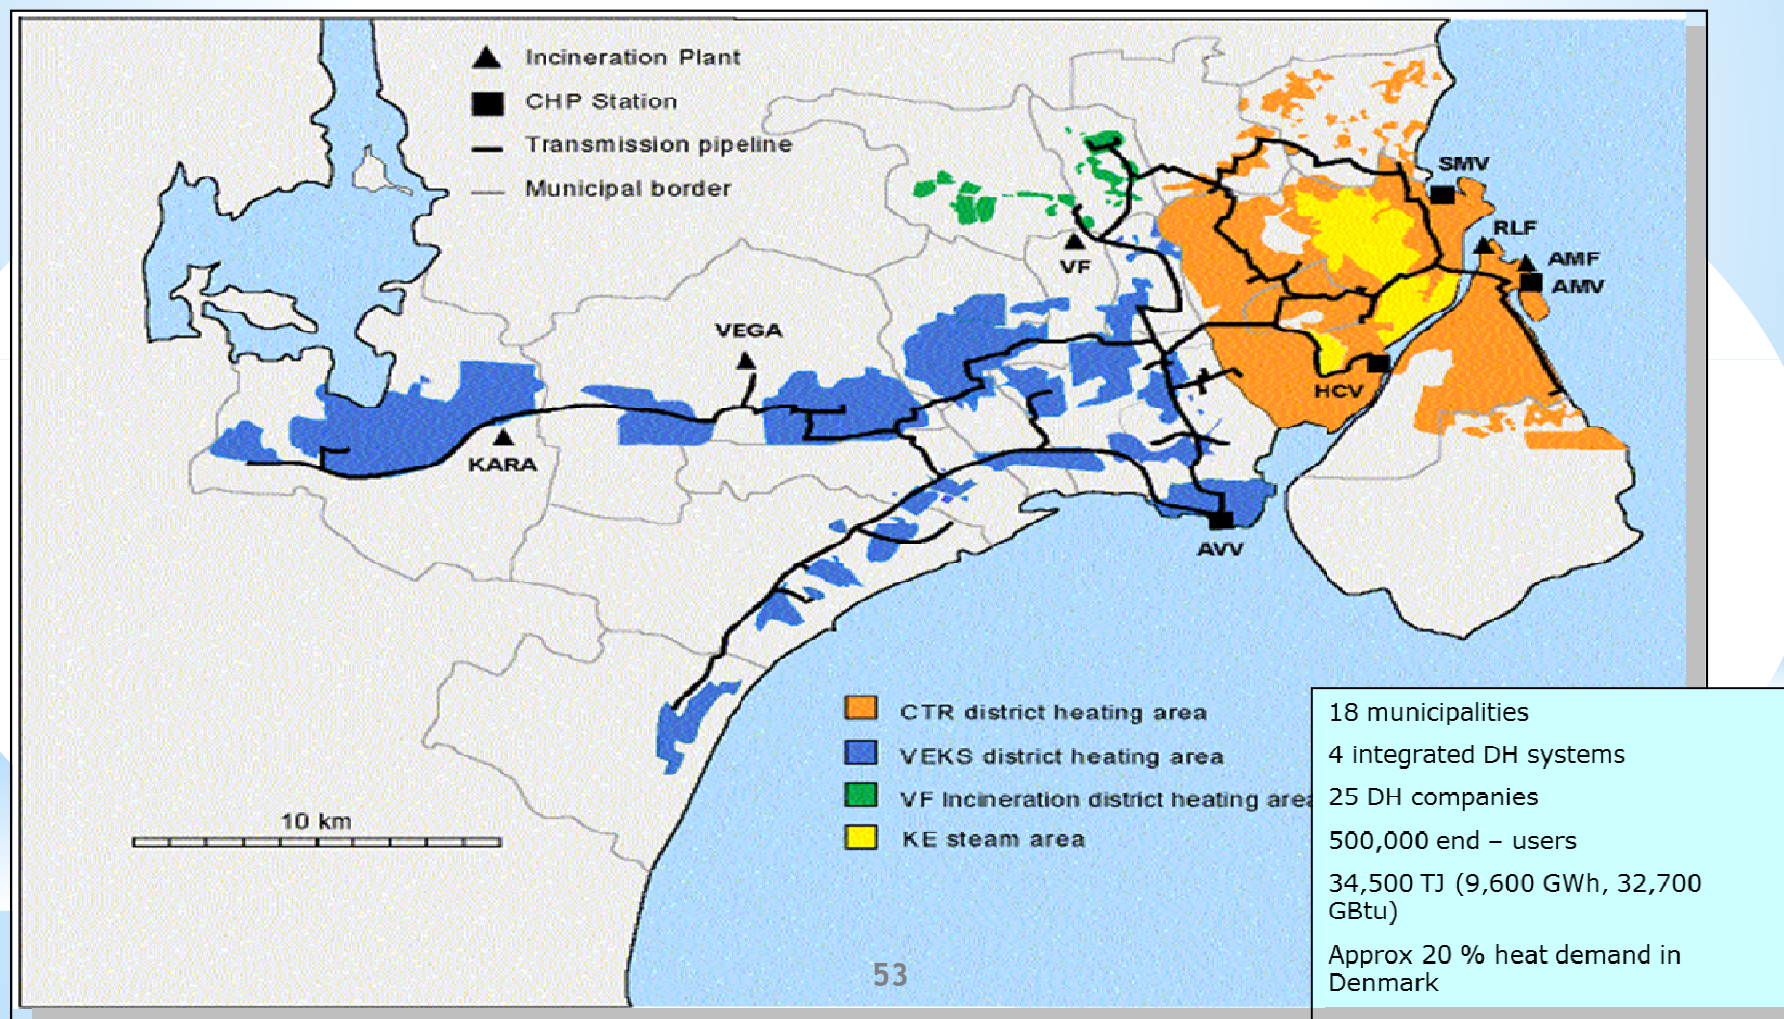 Incineration Plant
CHP Station
Transmission pipeline
Municipal border
SMV
RLF
AMF
AMV
VF
VEGA
HCV
KARA
AVV
10 km
CTR district heating area
VEKS district heating area
VF Incineration district heating area
KE steam area
18 municipalities
4 integrated DH systems
25 DH companies
500,000 end – users
34,500 TJ (9,600 GWh, 32,700
GBtu)
Approx 20 % heat demand in
Denmark
53